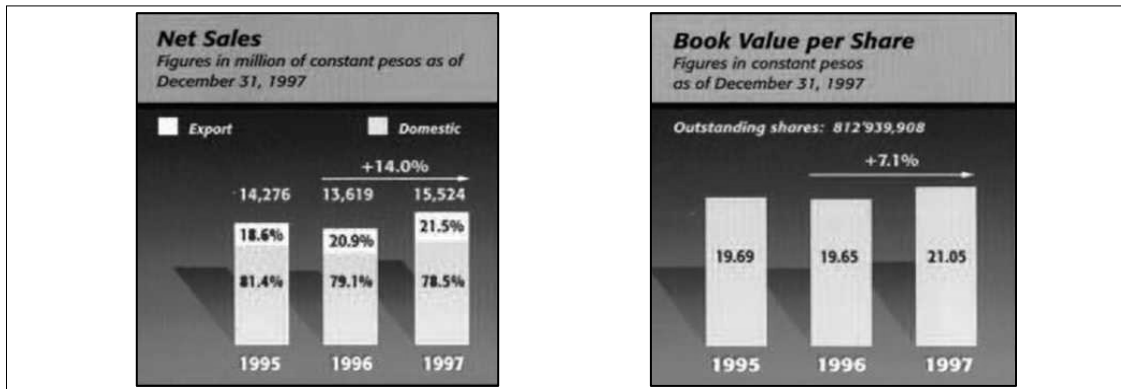 Net Sales
Figures in million of constant pesos as of
December 31, 1997
Export Domestic
+14.0%
14,276 13,619 15,524
18.6% 20.9% 21.5%
81.4% 79.1% 78.5%
1995 1996 1997
Book Value per Share
Figures in constant pesos
as of December 31, 1997
Outstanding shares: 812'939,908
+7.1%
19.69 19.65 21.05
1995 1996 1997